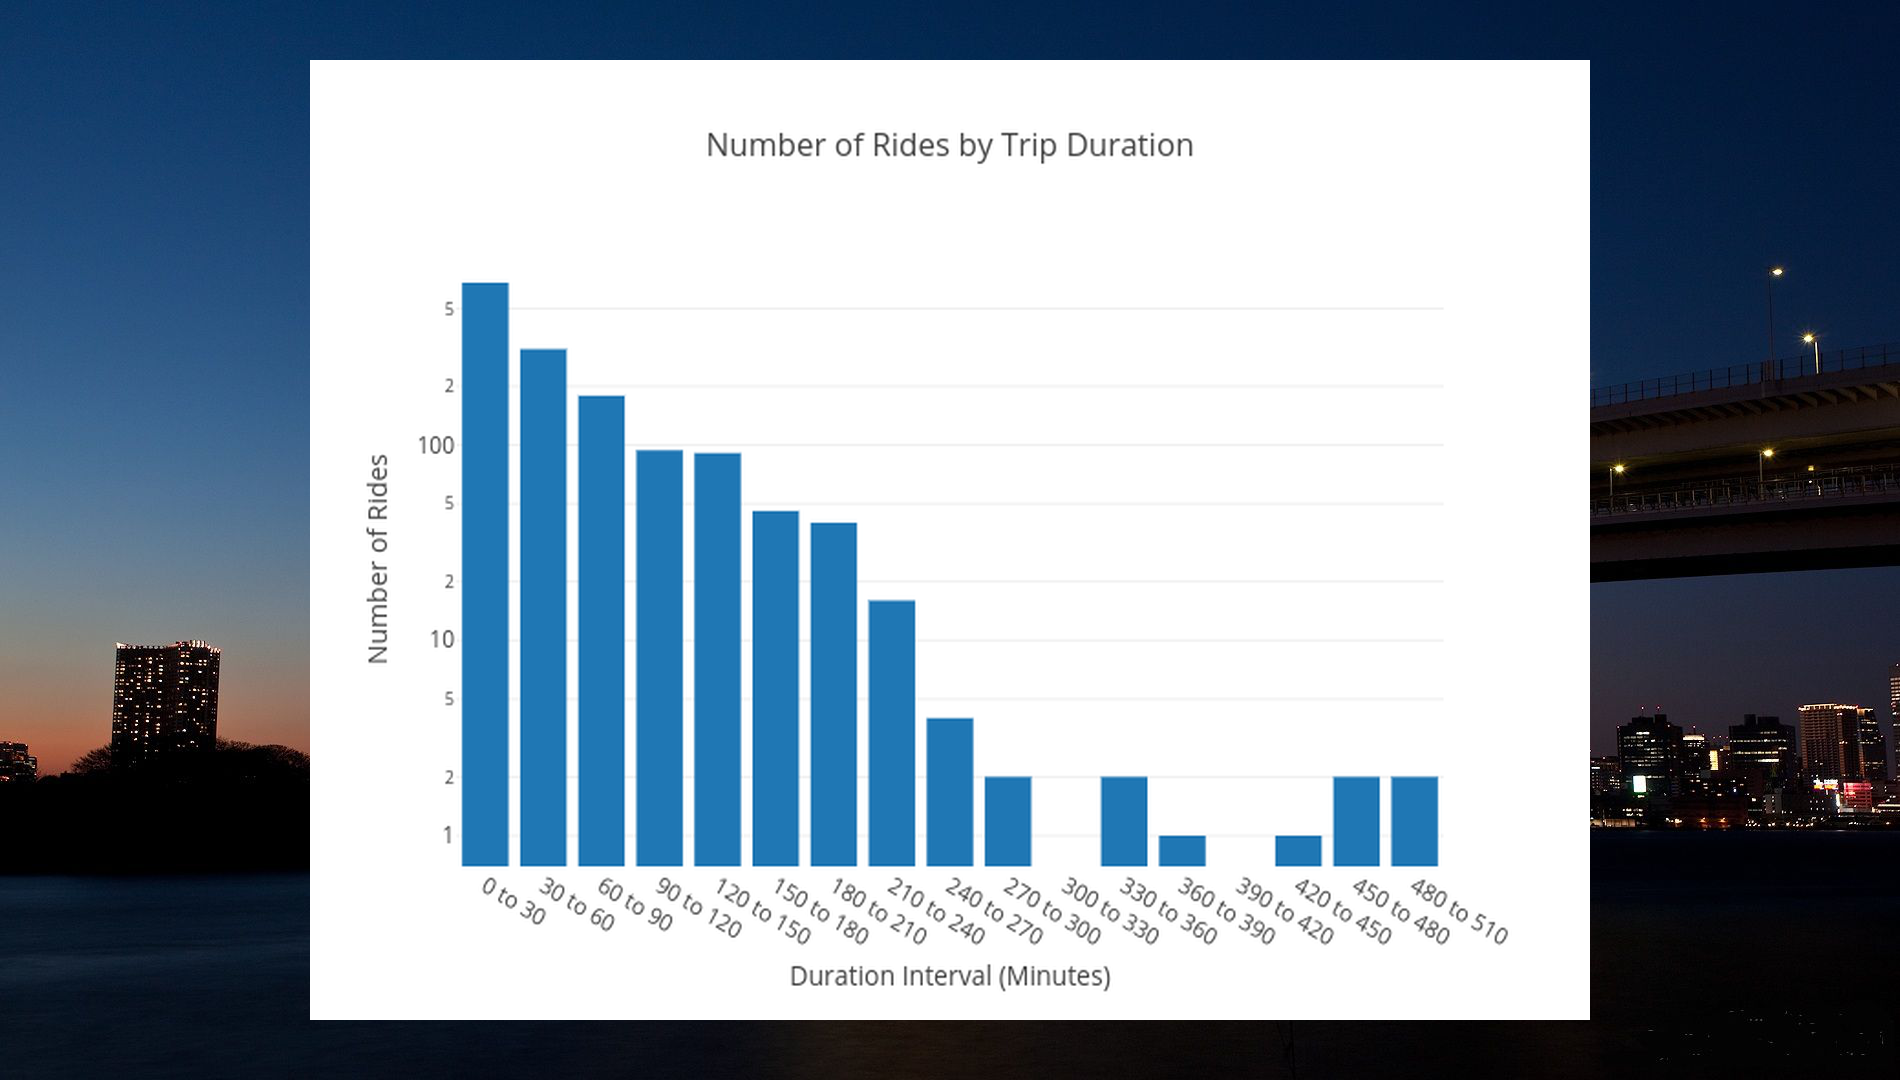 Number of Rides by Trip Duration
5
2
100
5
2
10
5
2
1
Number of Rides
0 to 30
30 to 60
60 to 90
90 to 120
120 to 150
150 to 180
180 to 210
210 to 240
240 to 270
270 to 300
300 to 330
330 to 360
360 to 390
390 to 420
420 to 450
450 to 480
480 to 510
Duration Interval (Minutes)